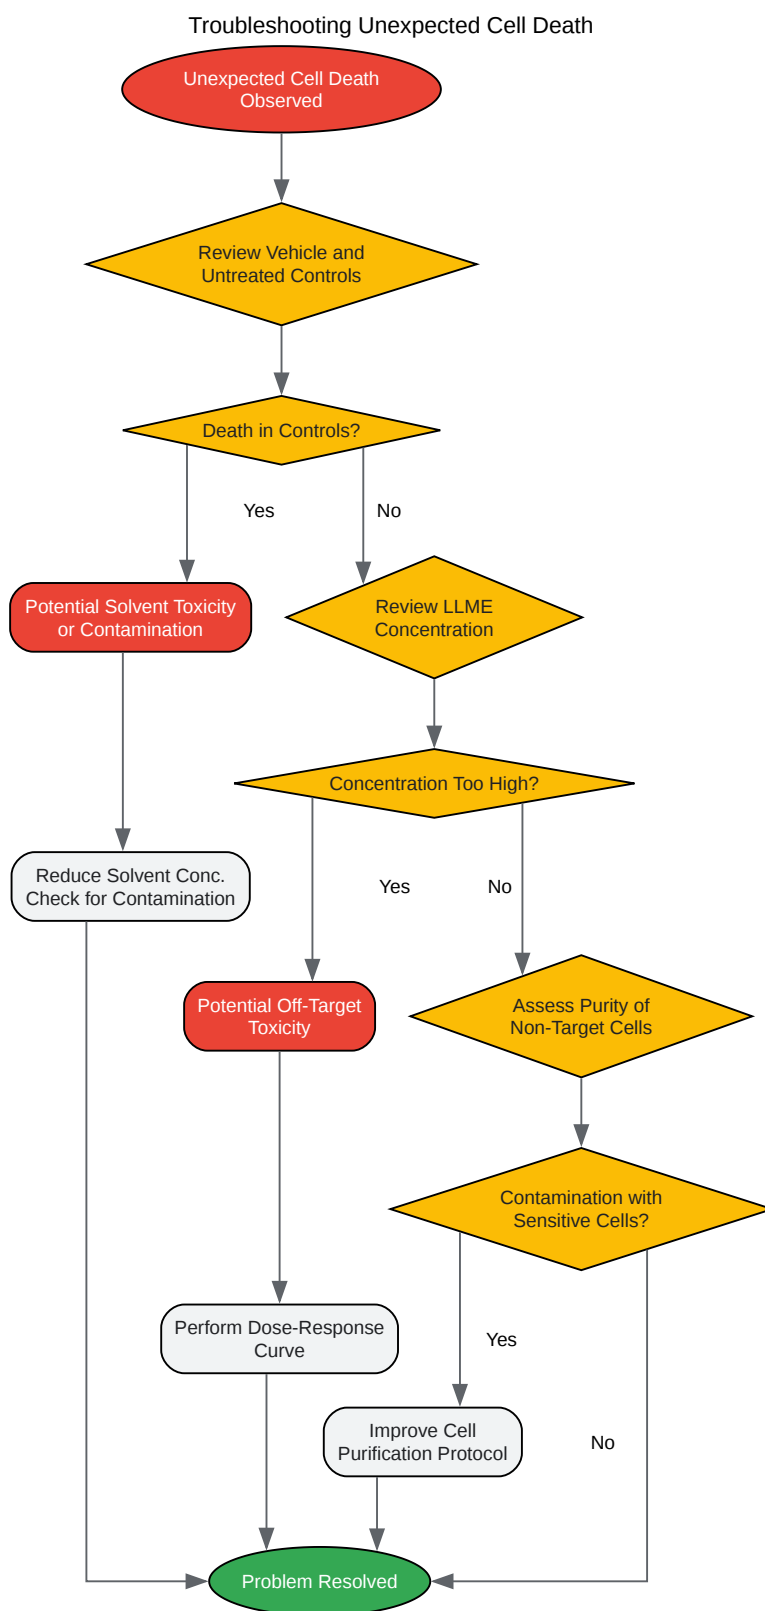 Troubleshooting Unexpected Cell Death
Unexpected Cell Death
Observed
Review Vehicle and
Untreated Controls
Death in Controls?
Yes
No
Potential Solvent Toxicity
or Contamination
Review LLME
Concentration
Concentration Too High?
Reduce Solvent Conc.
Check for Contamination
Yes
No
Potential Off-Target
Toxicity
Assess Purity of
Non-Target Cells
Contamination with
Sensitive Cells?
Perform Dose-Response
Curve
Yes
Improve Cell
Purification Protocol
No
Problem Resolved